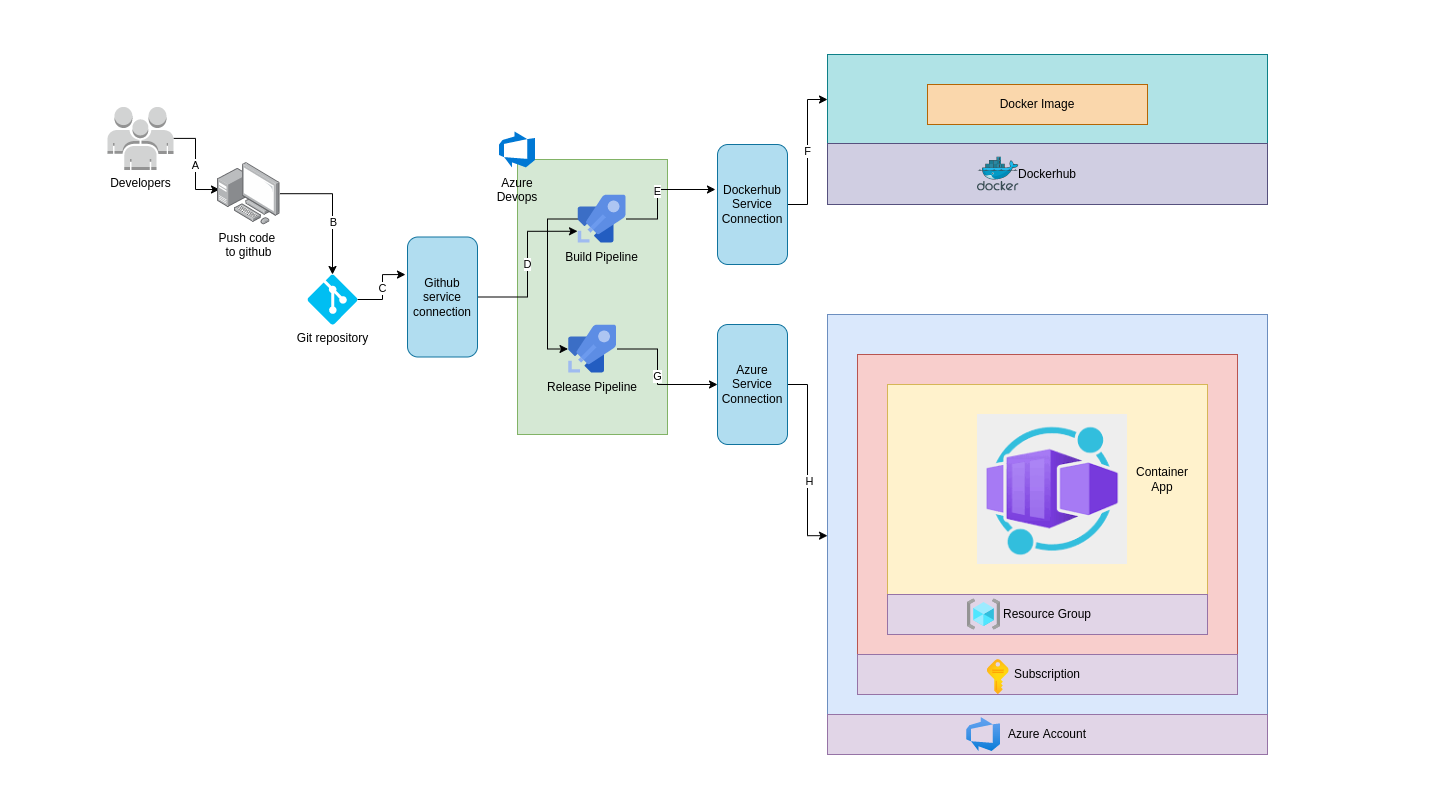 Developers
A
Push code
to github
B
Git repository
C
Github
service
connection
Azure
Devops
D
Build Pipeline
Release Pipeline
E
Dockerhub
Service
Connection
F
Docker Image
docker
Dockerhub
G
Azure
Service
Connection
H
Container
App
Resource Group
Subscription
Azure Account